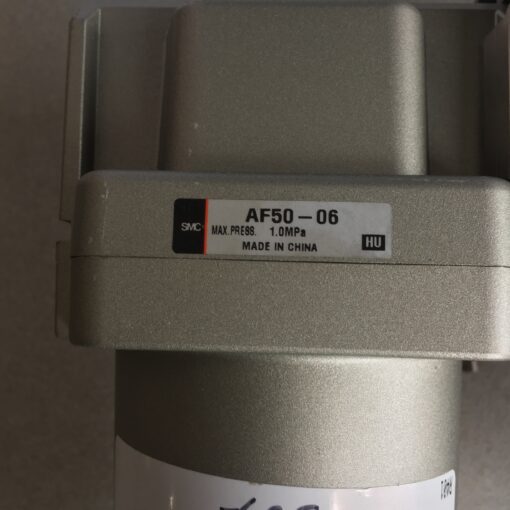 SMC
AF50-06
MAX.PRESS. 1.0MPa
MADE IN CHINA
HU